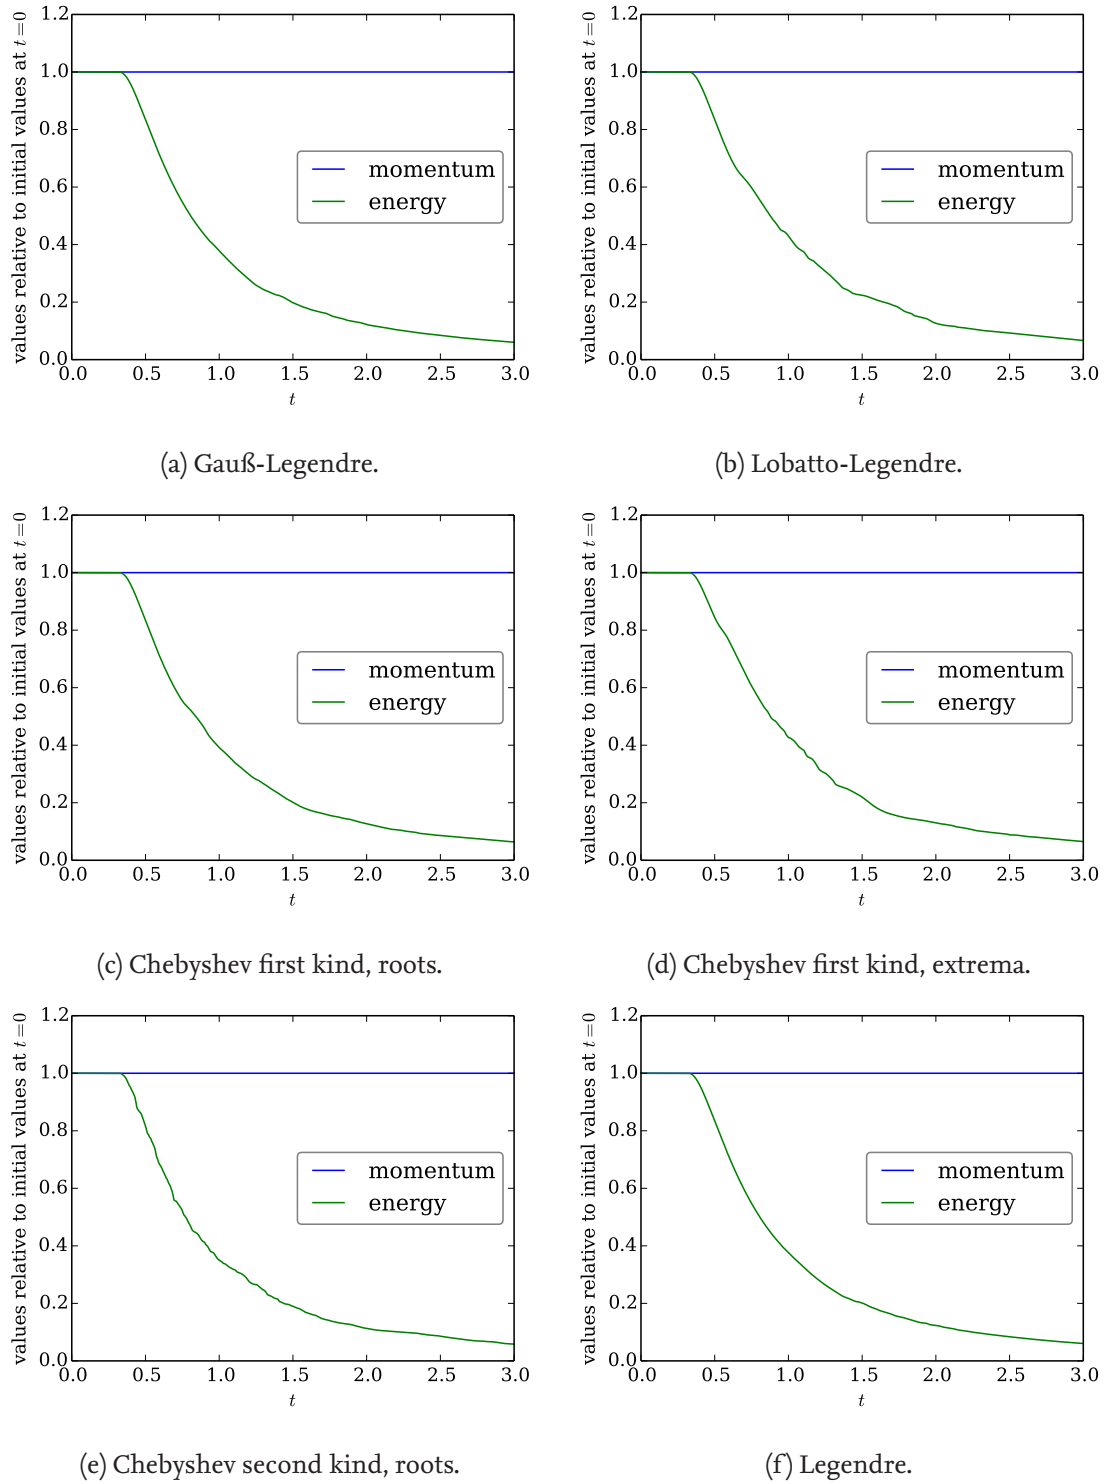 values relative to initial values at t=0
1.2
1.0
0.8
0.6
0.4
0.2
0.0
momentum
energy
0.0 0.5 1.0 1.5 2.0 2.5 3.0
t
(a) Gauß-Legendre.
values relative to initial values at t=0
1.2
1.0
0.8
0.6
0.4
0.2
0.0
momentum
energy
0.0 0.5 1.0 1.5 2.0 2.5 3.0
t
(b) Lobatto-Legendre.
values relative to initial values at t=0
1.2
1.0
0.8
0.6
0.4
0.2
0.0
momentum
energy
0.0 0.5 1.0 1.5 2.0 2.5 3.0
t
(c) Chebyshev first kind, roots.
values relative to initial values at t=0
1.2
1.0
0.8
0.6
0.4
0.2
0.0
momentum
energy
0.0 0.5 1.0 1.5 2.0 2.5 3.0
t
(d) Chebyshev first kind, extrema.
values relative to initial values at t=0
1.2
1.0
0.8
0.6
0.4
0.2
0.0
momentum
energy
0.0 0.5 1.0 1.5 2.0 2.5 3.0
t
(e) Chebyshev second kind, roots.
values relative to initial values at t=0
1.2
1.0
0.8
0.6
0.4
0.2
0.0
momentum
energy
0.0 0.5 1.0 1.5 2.0 2.5 3.0
t
(f) Legendre.